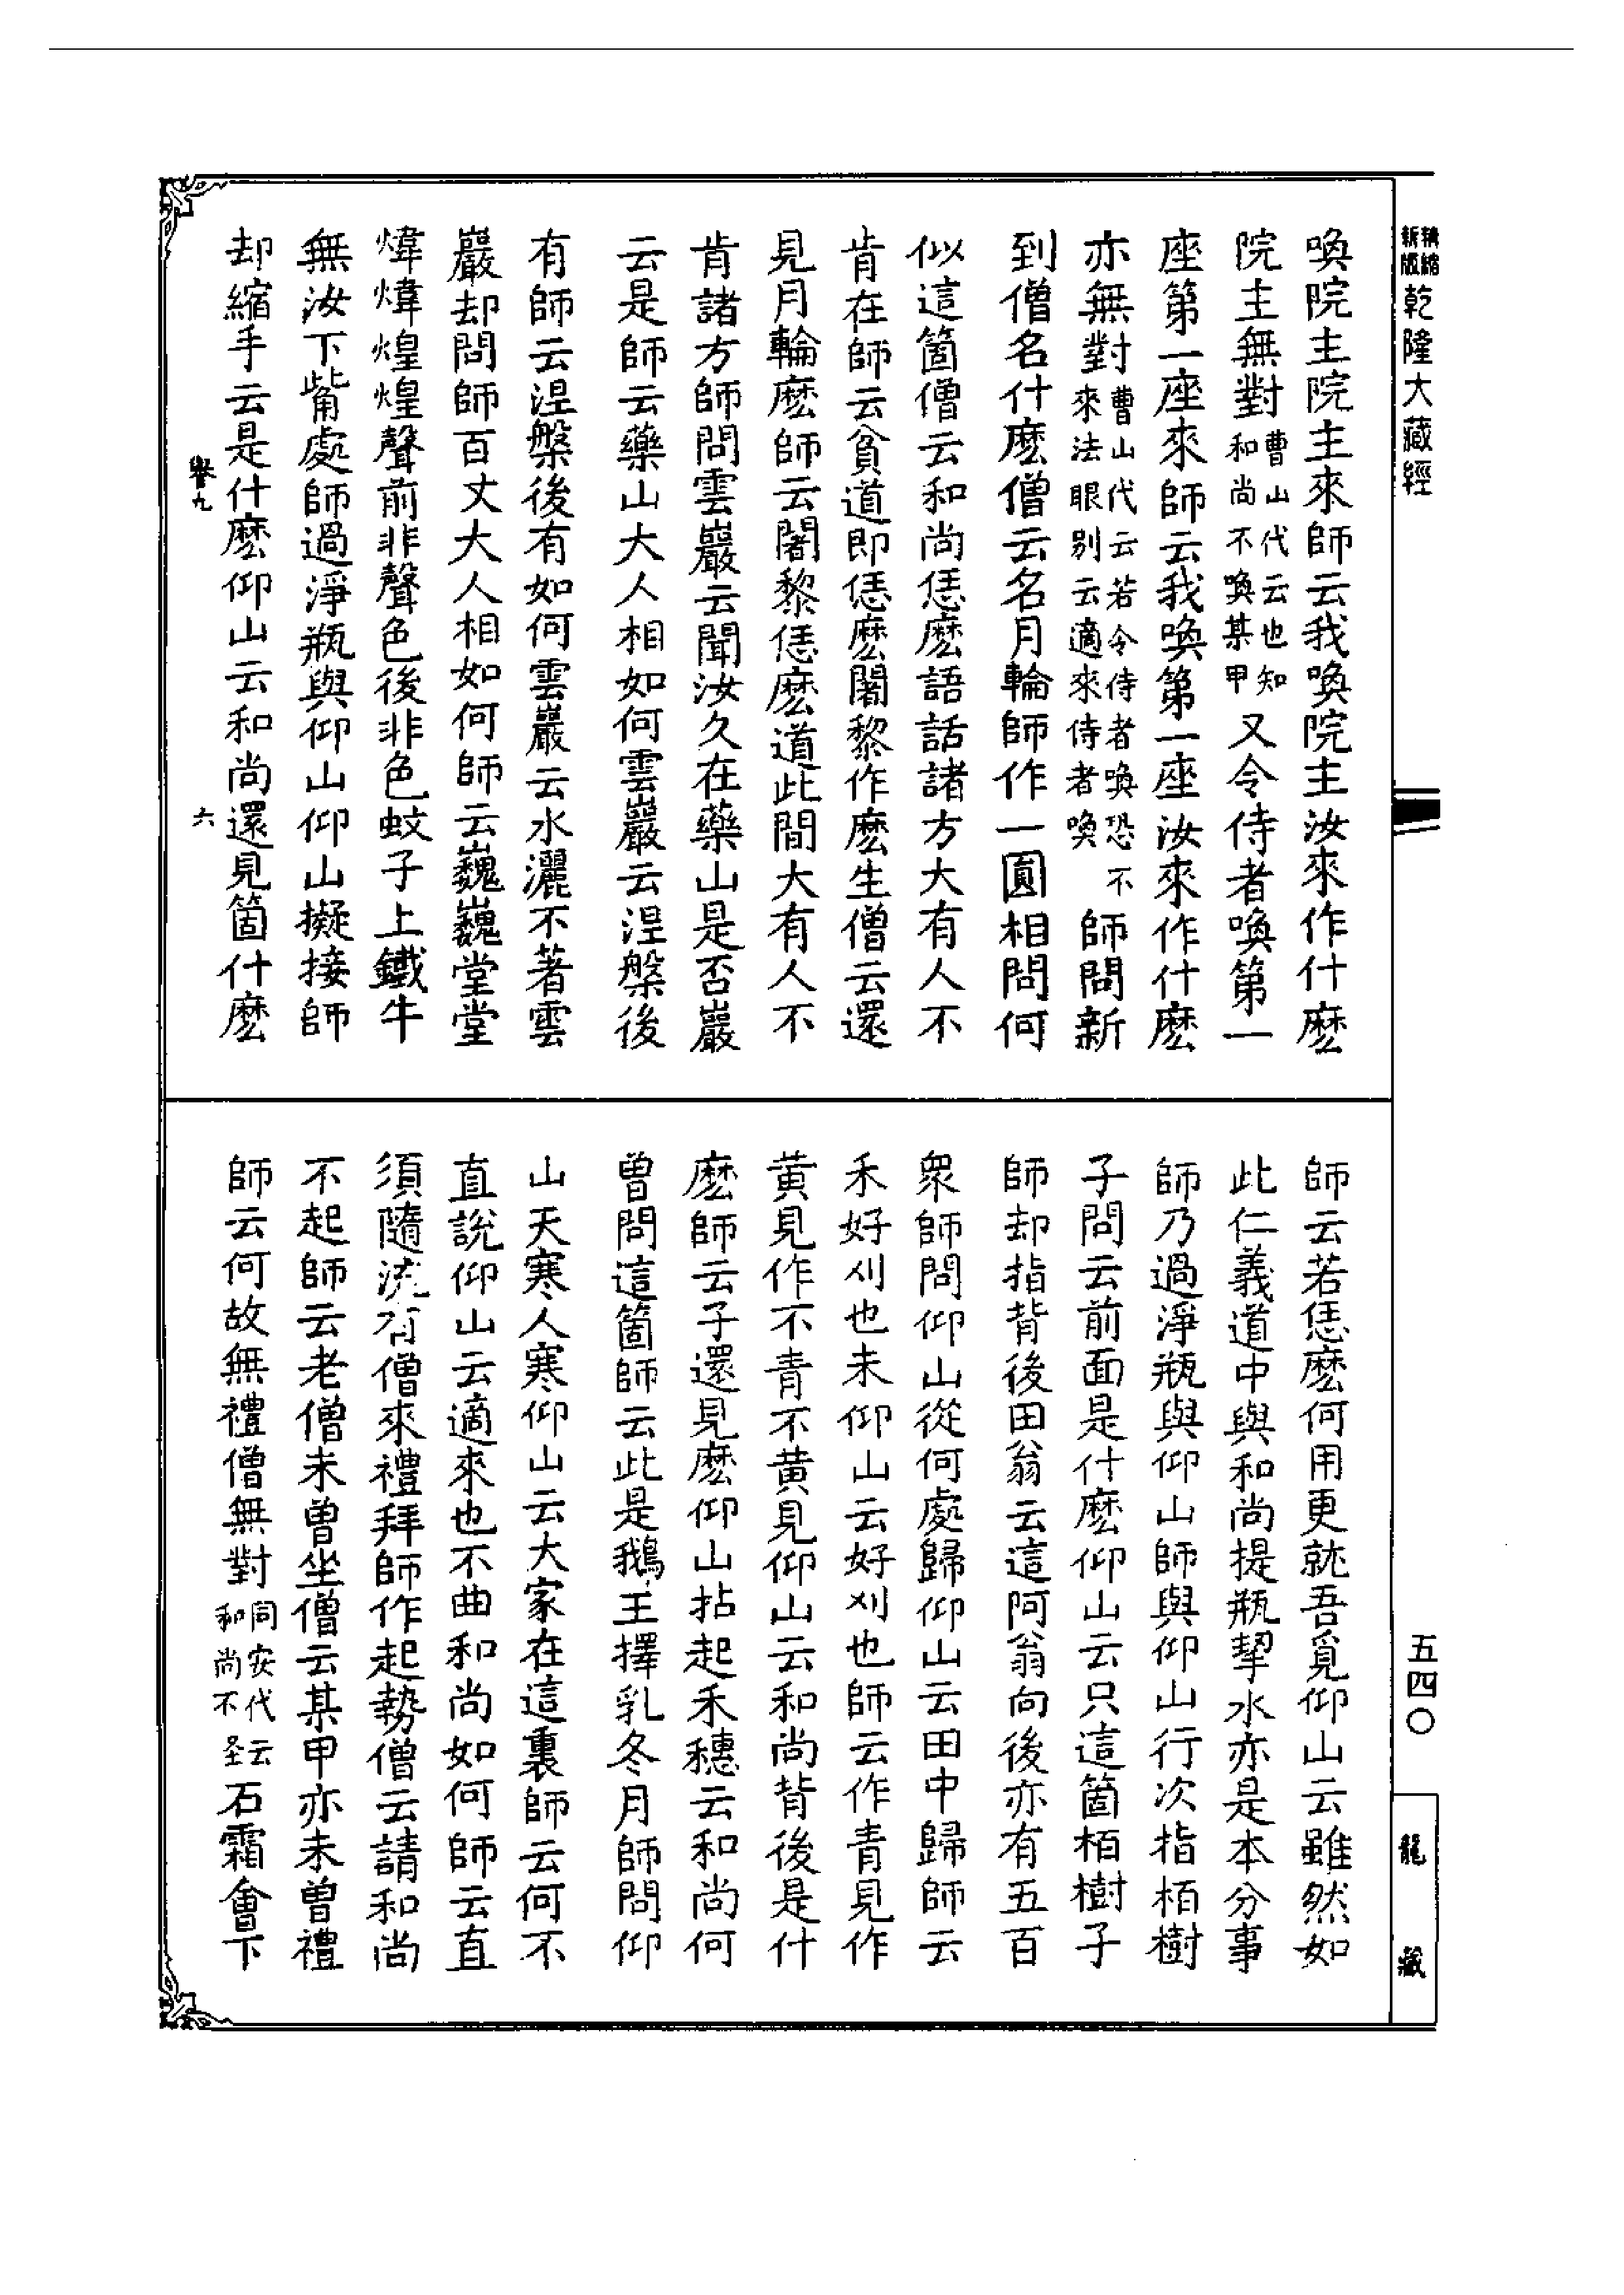 精縮新版乾隆大藏經
喚院主院主來師云我喚院主汝來作什麼
院主無對曹山代云也知和尚不喚某甲又令侍者喚第一
座第一座來師云我喚第一座汝來作什麼
亦無對曹山代云若令侍者喚恐不來法眼別云適來侍者喚師問新
到僧名什麼僧云名月輪師作一圓相問何
似這箇僧云和尚恁麼語話諸方大有人不
肯在師云貧道即恁麼闍黎作麼生僧云還
見月輪麼師云闍黎恁麼道此間大有人不
肯諸方師問雲巖云聞汝久在藥山是否巖
云是師云藥山大人相如何雲巖云涅槃後
有師云涅槃後有如何雲巖云水灑不著雲
巖却問師百丈大人相如何師云巍巍堂堂
煒煒煌煌聲前非聲色後非色蚊子上鐵牛
無汝下觜處師過淨瓶與仰山仰山擬接師
却縮手云是什麼仰山云和尚還見箇什麼
卷九
六
師云若恁麼何用更就吾覓仰山云雖然如
此仁義道中與和尚提瓶挈水亦是本分事
師乃過淨瓶與仰山師與仰山行次指栢樹
子問云前面是什麼仰山云只這箇栢樹子
師却指背後田翁云這阿翁向後亦有五百
衆師問仰山從何處歸仰山云田中歸師云
禾好刈也未仰山云好刈也師云作青見作
黄見作不青不黄見仰山云和尚背後是什
麼師云子還見麼仰山拈起禾穗云和尚何
曾問這箇師云此是鵝王擇乳冬月師問仰
山天寒人寒仰山云大家在這裏師云何不
直說仰山云適來也不曲和尚如何師云直
須隨流有僧來禮拜師作起勢僧云請和尚
不起師云老僧未曾坐僧云某甲亦未曾禮
師云何故無禮僧無對同安代云和尚不圣石霜會下
五四〇
龍藏